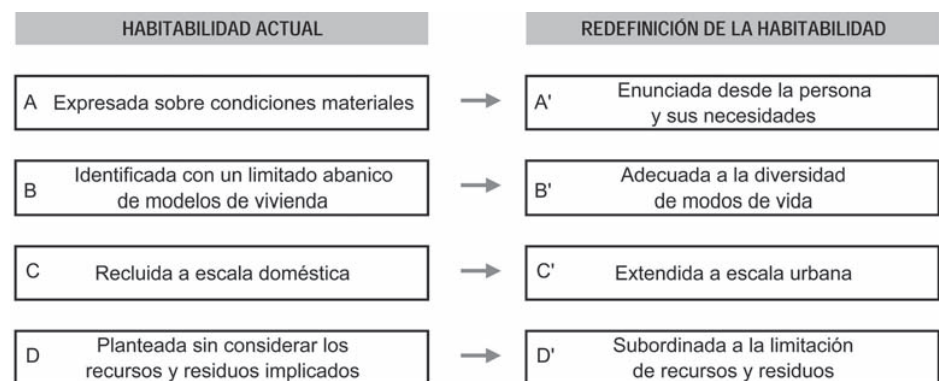 HABITABILIDAD ACTUAL
REDEFINICIÓN DE LA HABITABILIDAD
A Expresada sobre condiciones materiales
A' Enunciada desde la persona
y sus necesidades
B Identificada con un limitado abanico
de modelos de vivienda
B' Adecuada a la diversidad
de modos de vida
C Recluida a escala doméstica
C' Extendida a escala urbana
D Planteada sin considerar los
recursos y residuos implicados
D' Subordinada a la limitación
de recursos y residuos